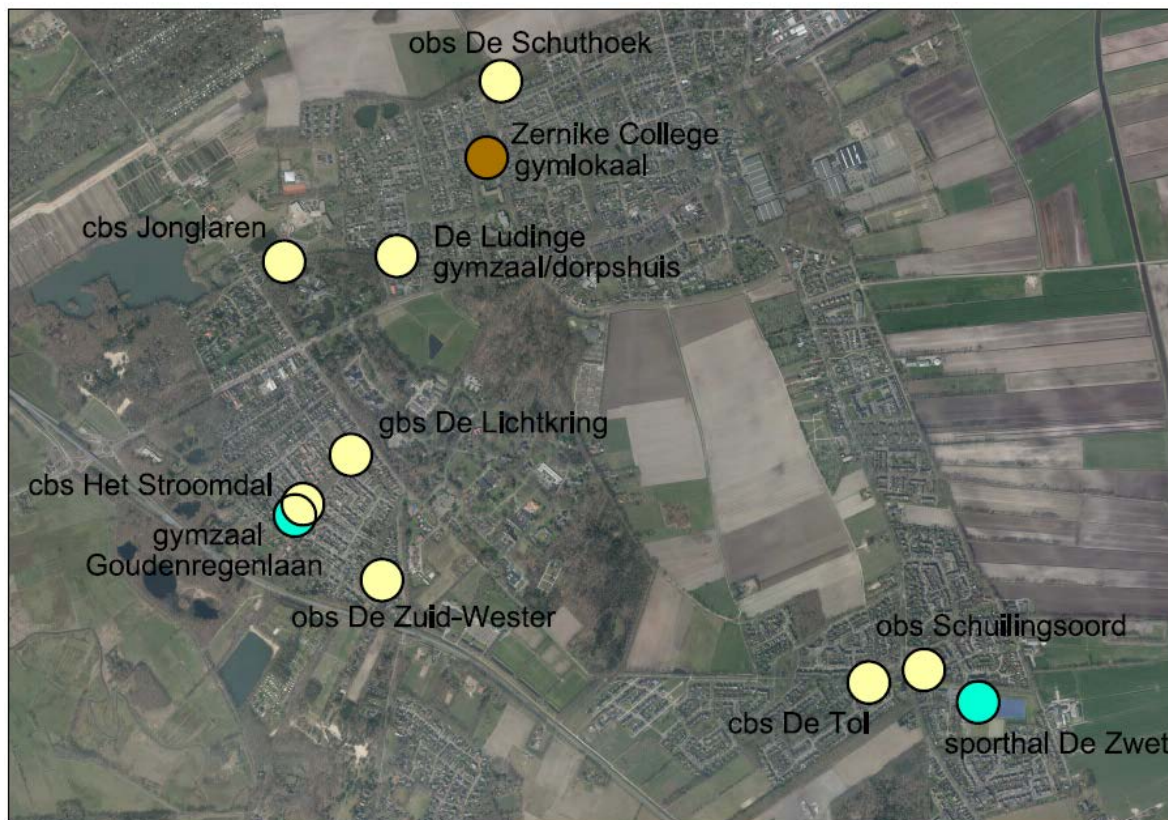 obs De Schuthoek
Zernike College
gymlokaal
cbs Jonglaren
De Ludinge
gymzaal/dorpshuis
gbs De Lichtkring
cbs Het Stroomdal
gymzaal
Goudenregenlaan
obs De Zuid-Wester
obs Schuilingsoord
cbs De Tol
sporthal De Zwet